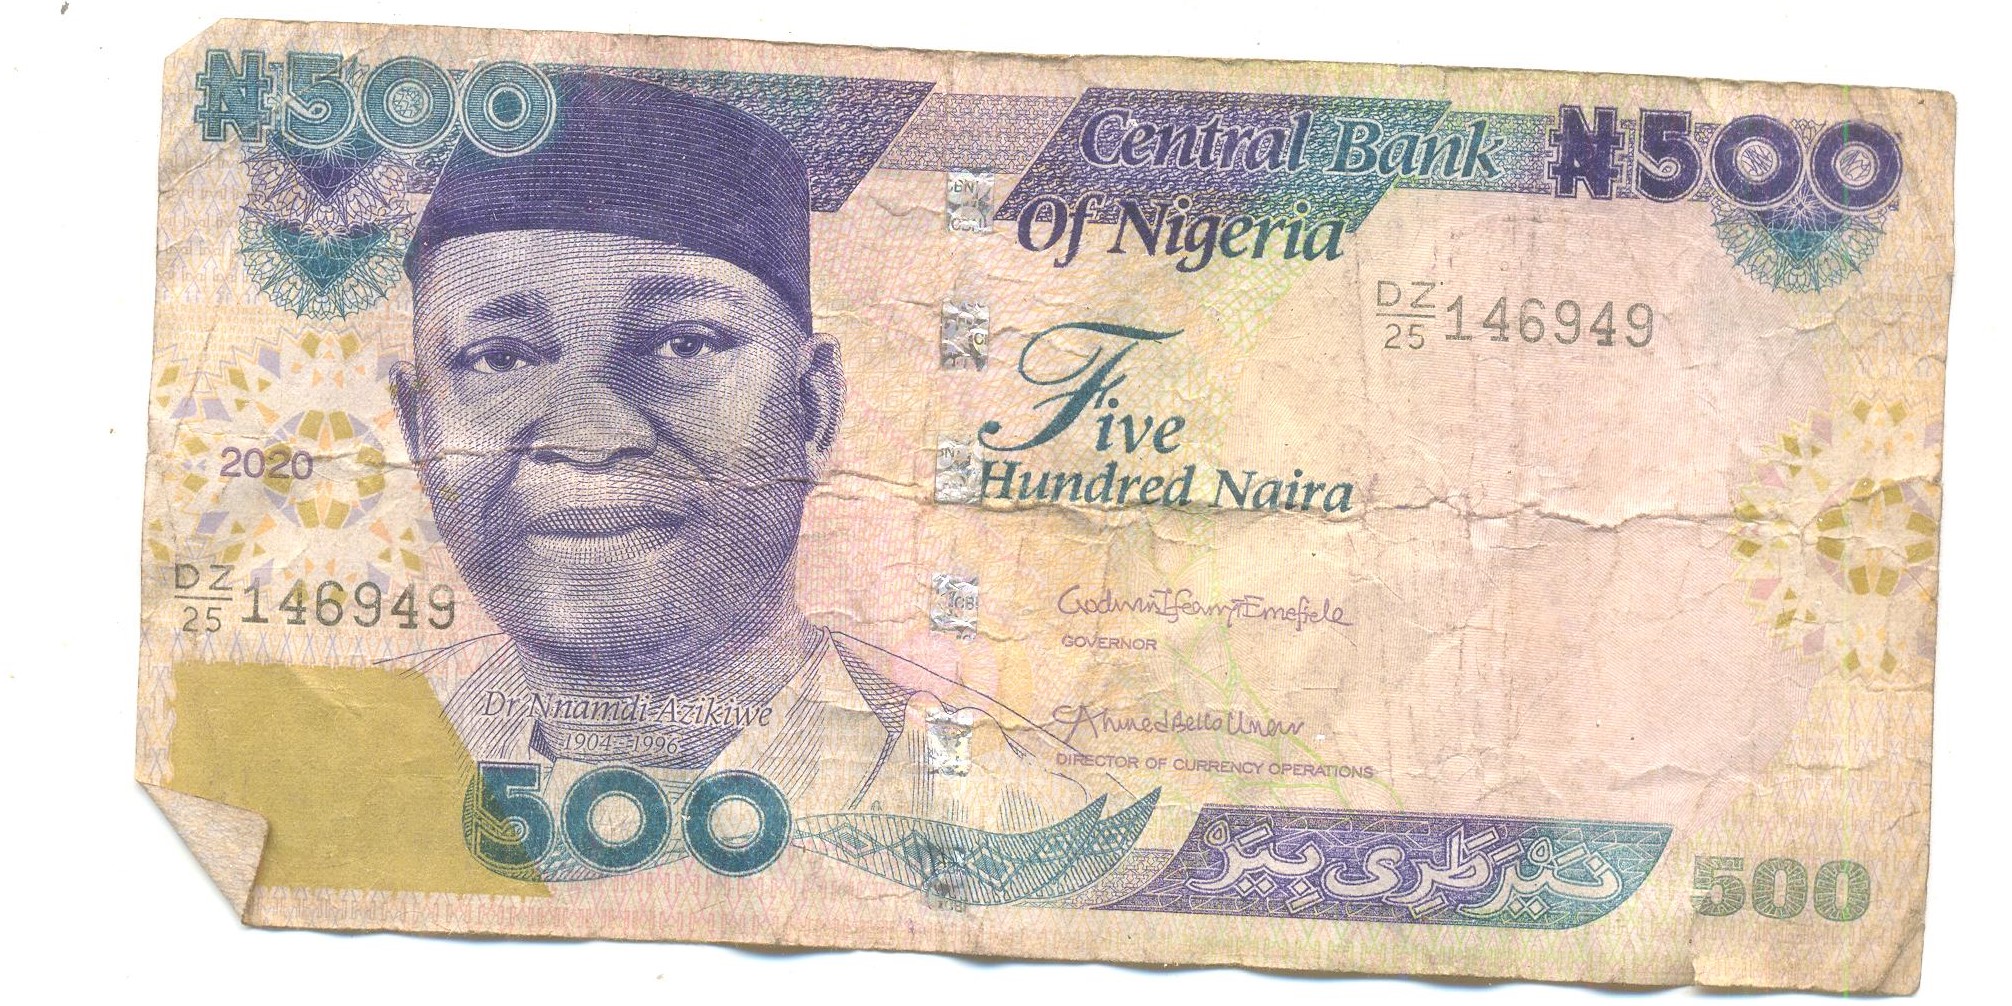 ₦500
Central Bank
Of Nigeria
₦500
DZ/25 146949
Five
Hundred Naira
2020
DZ/25 146949
Godwin Ifeanyi Emefiele
GOVERNOR
Dr Nnamdi Azikiwe
1904-1996
Ahmed Bello Umar
DIRECTOR OF CURRENCY OPERATIONS
500
نَيْرَ طَرِى بِيَرْ
500